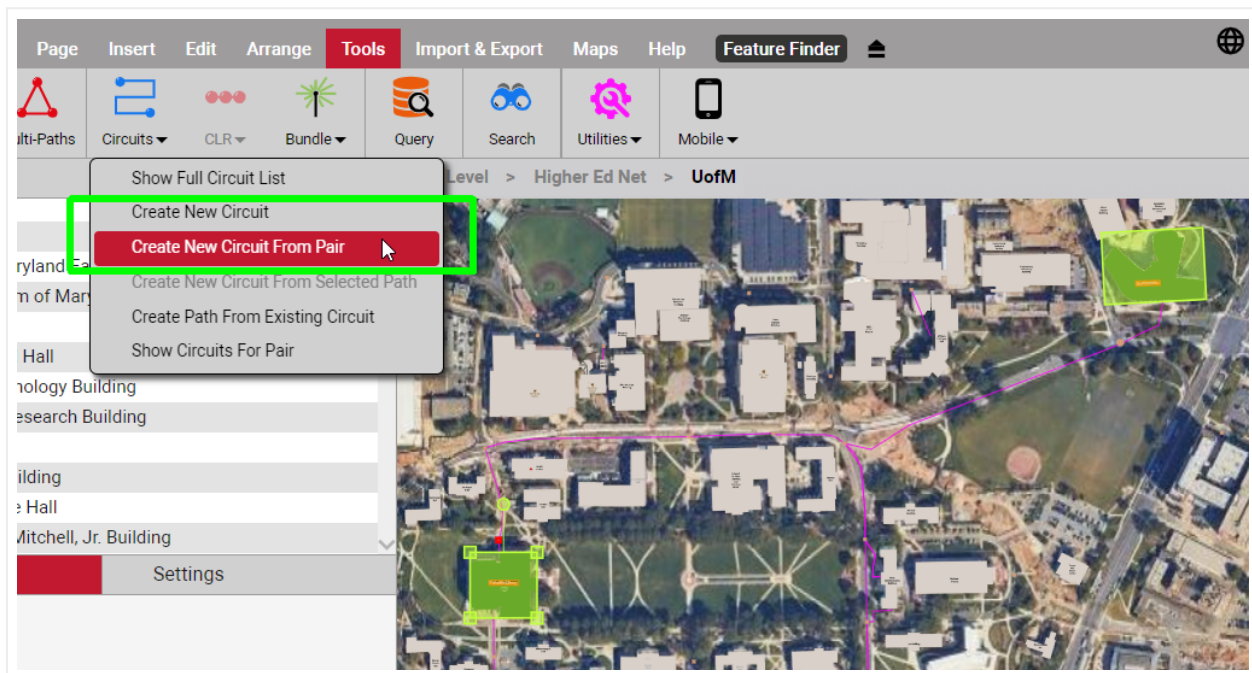 Page Insert Edit Arrange Tools Import & Export Maps Help Feature Finder
ulti-Paths Circuits CLR Bundle Query Search Utilities Mobile
Level > Higher Ed Net > UofM
Show Full Circuit List
Create New Circuit
Create New Circuit From Pair
Create New Circuit From Selected Path
Create Path From Existing Circuit
Show Circuits For Pair
ryland Ea
m of Mary
Hall
nology Building
esearch Building
ilding
e Hall
Mitchell, Jr. Building
Settings